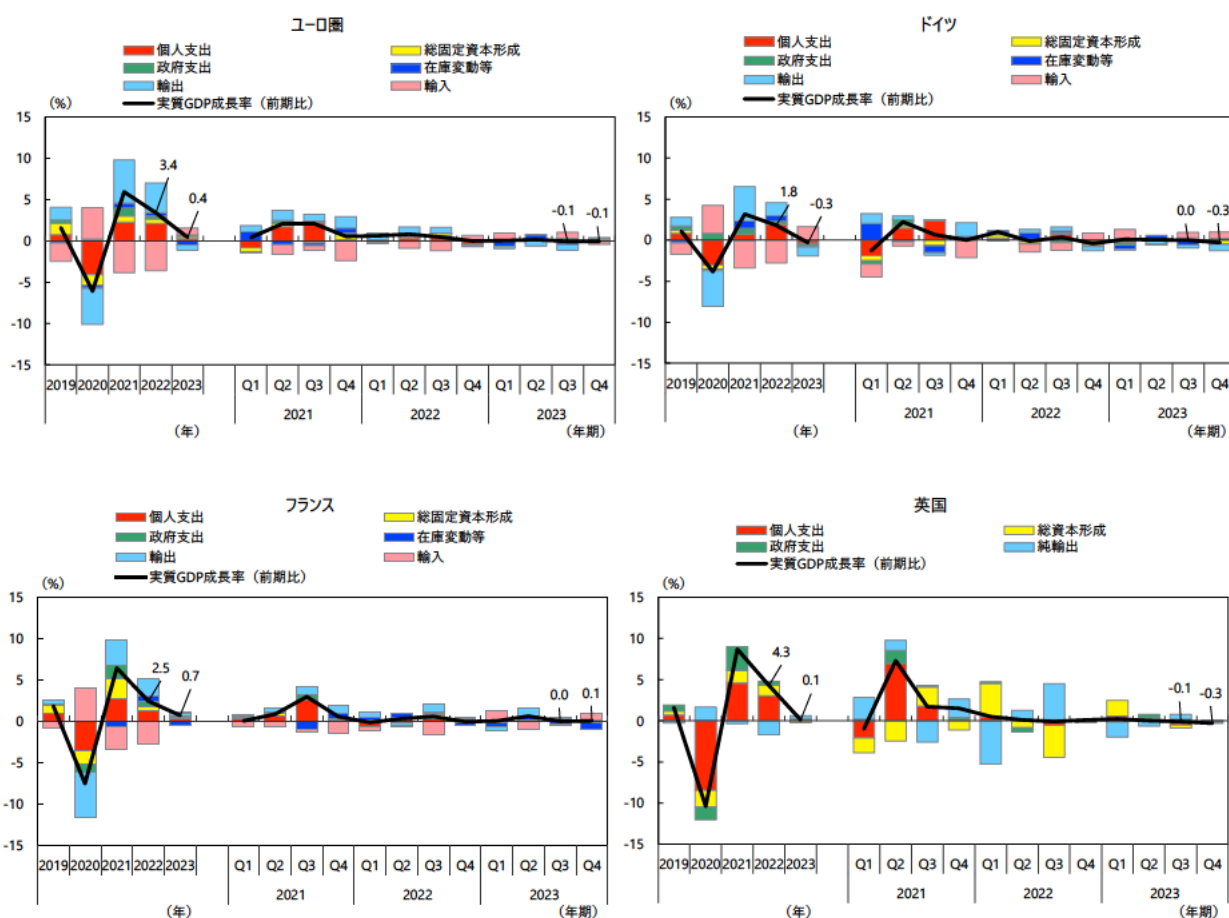 ユーロ圏
個人支出 総固定資本形成
政府支出 在庫変動等
輸出 輸入
(%) 実質GDP成長率（前期比）
15
10
5
0
-5
-10
-15
3.4
0.4
-0.1
-0.1
2019 2020 2021 2022 2023 Q1 Q2 Q3 Q4 Q1 Q2 Q3 Q4 Q1 Q2 Q3 Q4
2021 2022 2023
（年） （年期）
ドイツ
個人支出 総固定資本形成
政府支出 在庫変動等
輸出 輸入
(%) 実質GDP成長率（前期比）
15
10
5
0
-5
-10
-15
1.8
-0.3
0.0
-0.3
2019 2020 2021 2022 2023 Q1 Q2 Q3 Q4 Q1 Q2 Q3 Q4 Q1 Q2 Q3 Q4
2021 2022 2023
（年） （年期）
フランス
個人支出 総固定資本形成
政府支出 在庫変動等
輸出 輸入
(%) 実質GDP成長率（前期比）
15
10
5
0
-5
-10
-15
2.5
0.7
0.0
0.1
2019 2020 2021 2022 2023 Q1 Q2 Q3 Q4 Q1 Q2 Q3 Q4 Q1 Q2 Q3 Q4
2021 2022 2023
（年） （年期）
英国
個人支出 総資本形成
政府支出 純輸出
(%) 実質GDP成長率（前期比）
15
10
5
0
-5
-10
-15
4.3
0.1
-0.1
-0.3
2019 2020 2021 2022 2023 Q1 Q2 Q3 Q4 Q1 Q2 Q3 Q4 Q1 Q2 Q3 Q4
2021 2022 2023
（年） （年期）